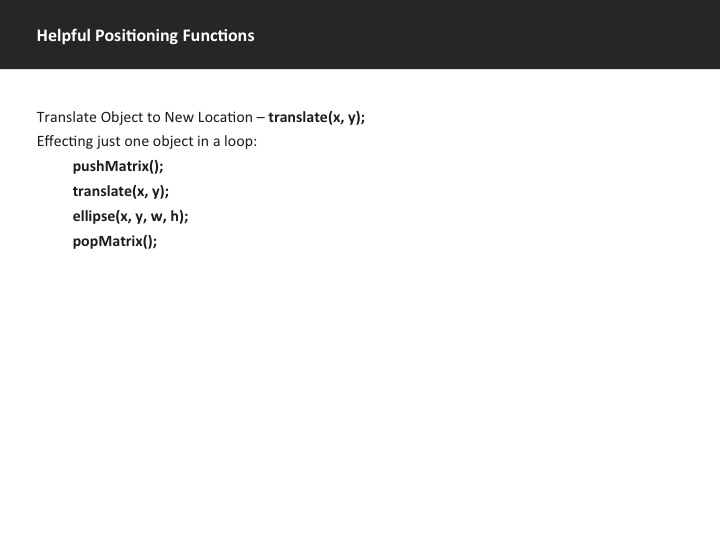 Helpful Positioning Functions
Translate Object to New Location – translate(x, y);
Effecting just one object in a loop:
pushMatrix();
translate(x, y);
ellipse(x, y, w, h);
popMatrix();